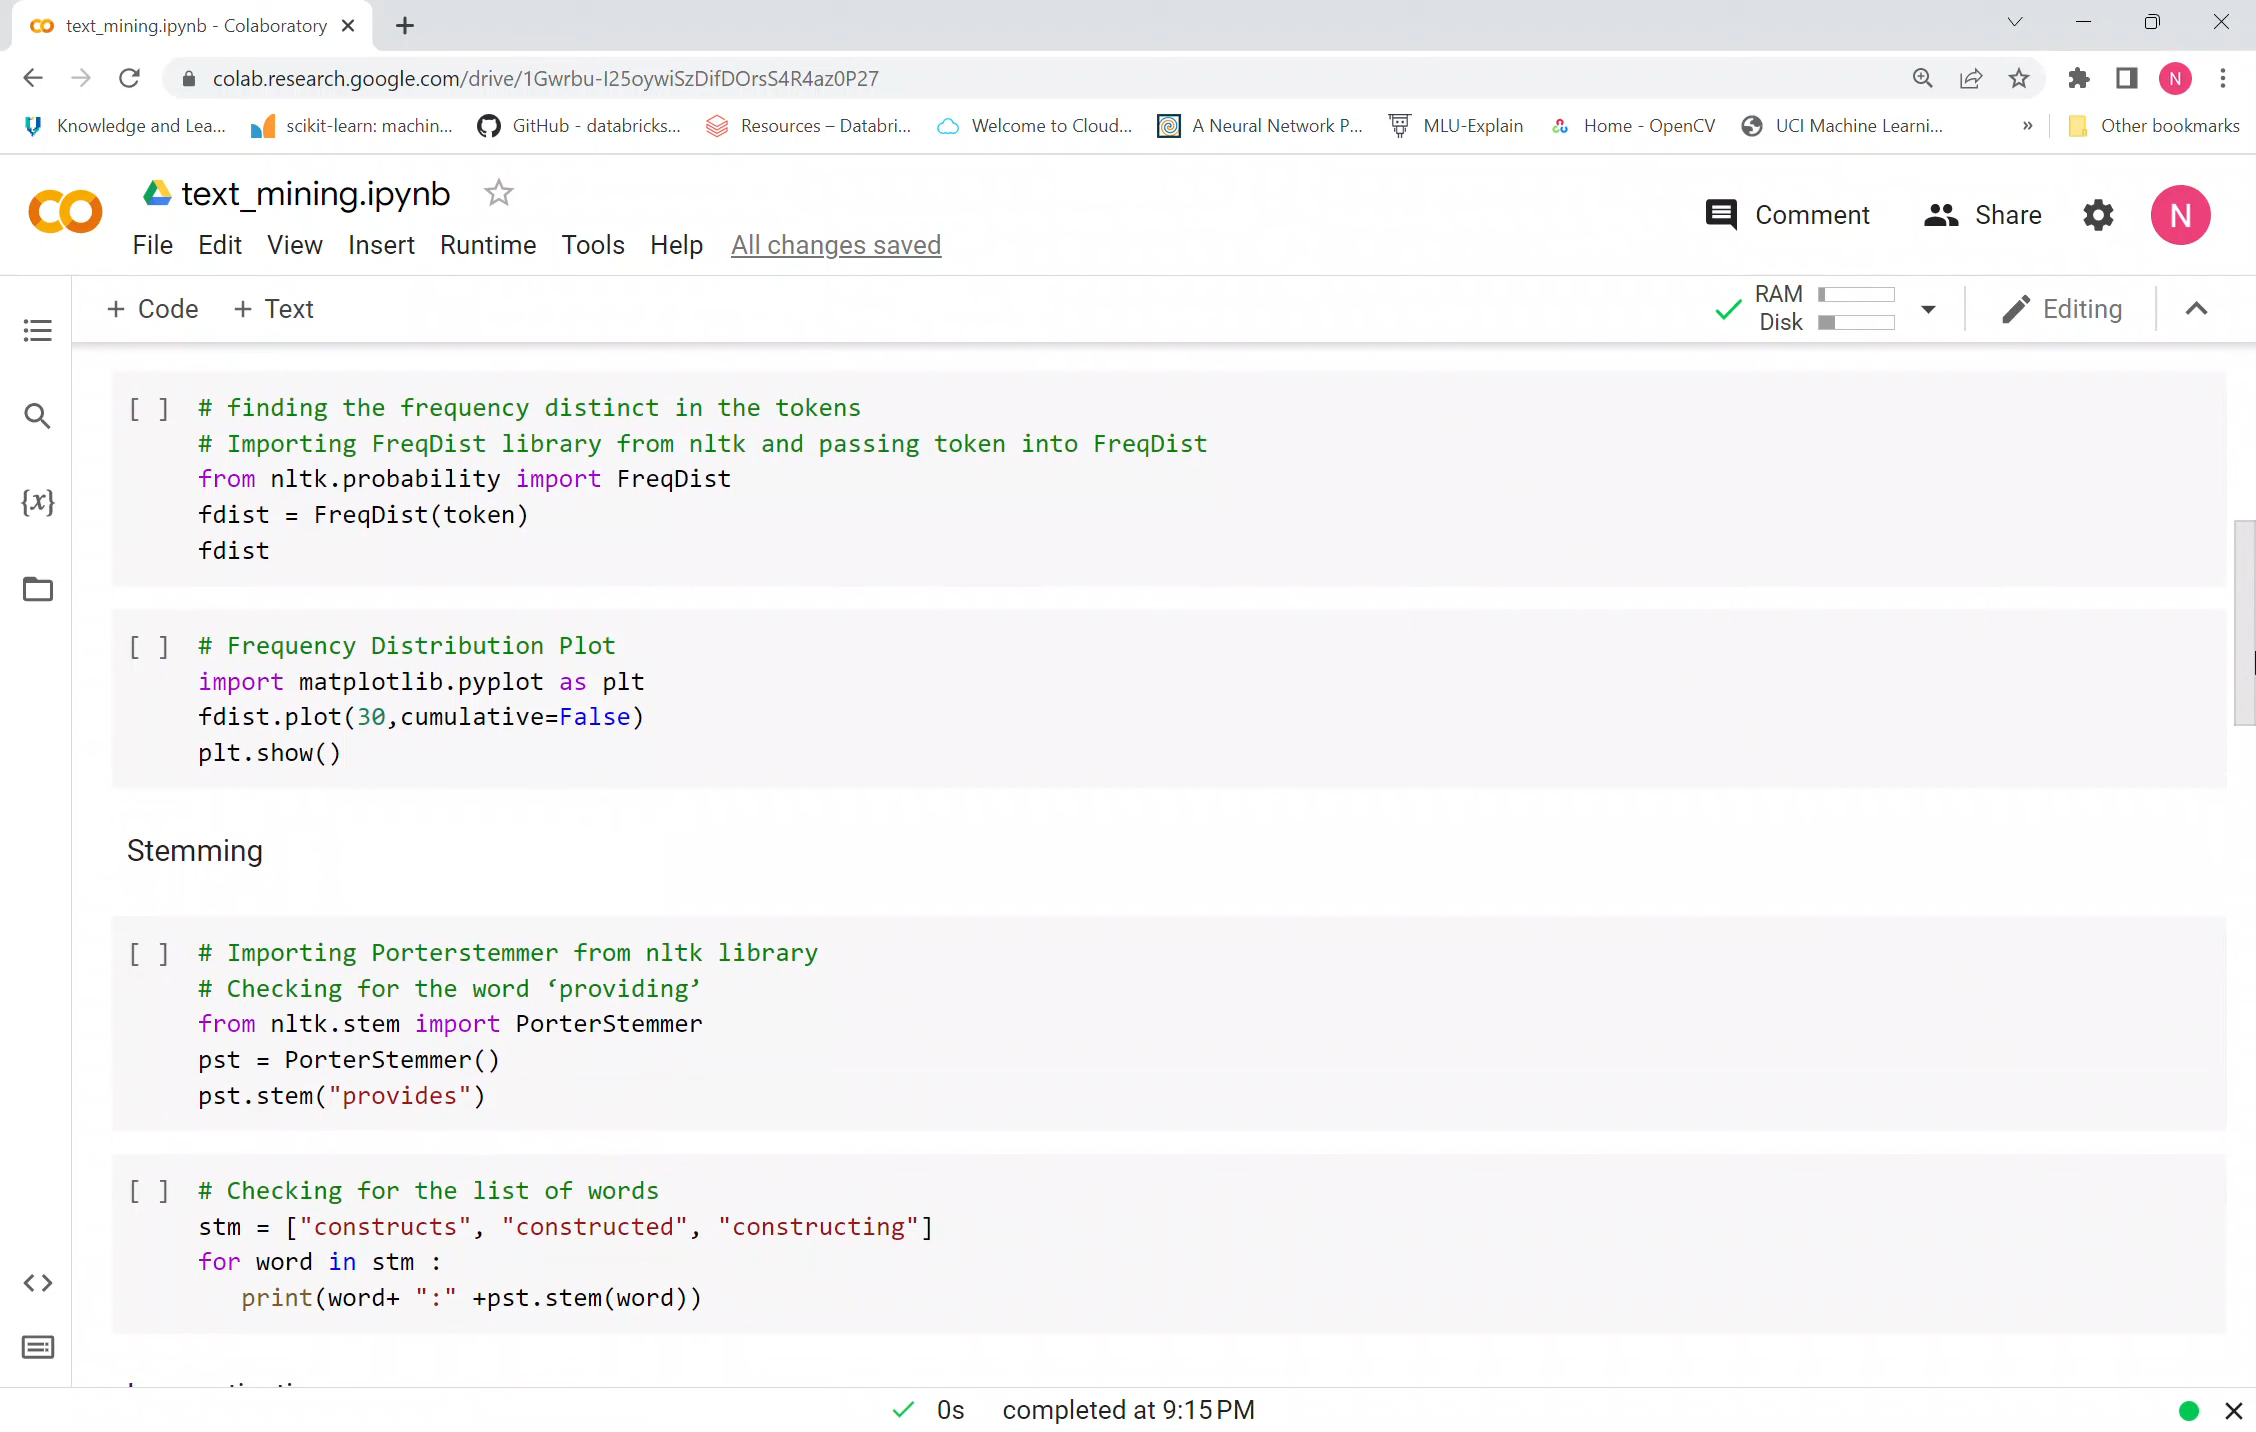 text_mining.ipynb - Colaboratory
colab.research.google.com/drive/1Gwrbu-I25oywiSzDifDOrsS4R4az0P27
N
Knowledge and Lea... scikit-learn: machin... GitHub - databricks... Resources – Databri... Welcome to Cloud... A Neural Network P... MLU-Explain Home - OpenCV UCI Machine Learni... » Other bookmarks
text_mining.ipynb
Comment Share N
File Edit View Insert Runtime Tools Help All changes saved
+ Code + Text
RAM
Disk
Editing
{x}
[ ] # finding the frequency distinct in the tokens
# Importing FreqDist library from nltk and passing token into FreqDist
from nltk.probability import FreqDist
fdist = FreqDist(token)
fdist
[ ] # Frequency Distribution Plot
import matplotlib.pyplot as plt
fdist.plot(30,cumulative=False)
plt.show()
Stemming
[ ] # Importing Porterstemmer from nltk library
# Checking for the word ‘providing’
from nltk.stem import PorterStemmer
pst = PorterStemmer()
pst.stem("provides")
[ ] # Checking for the list of words
stm = ["constructs", "constructed", "constructing"]
for word in stm :
print(word+ ":" +pst.stem(word))
0s completed at 9:15 PM